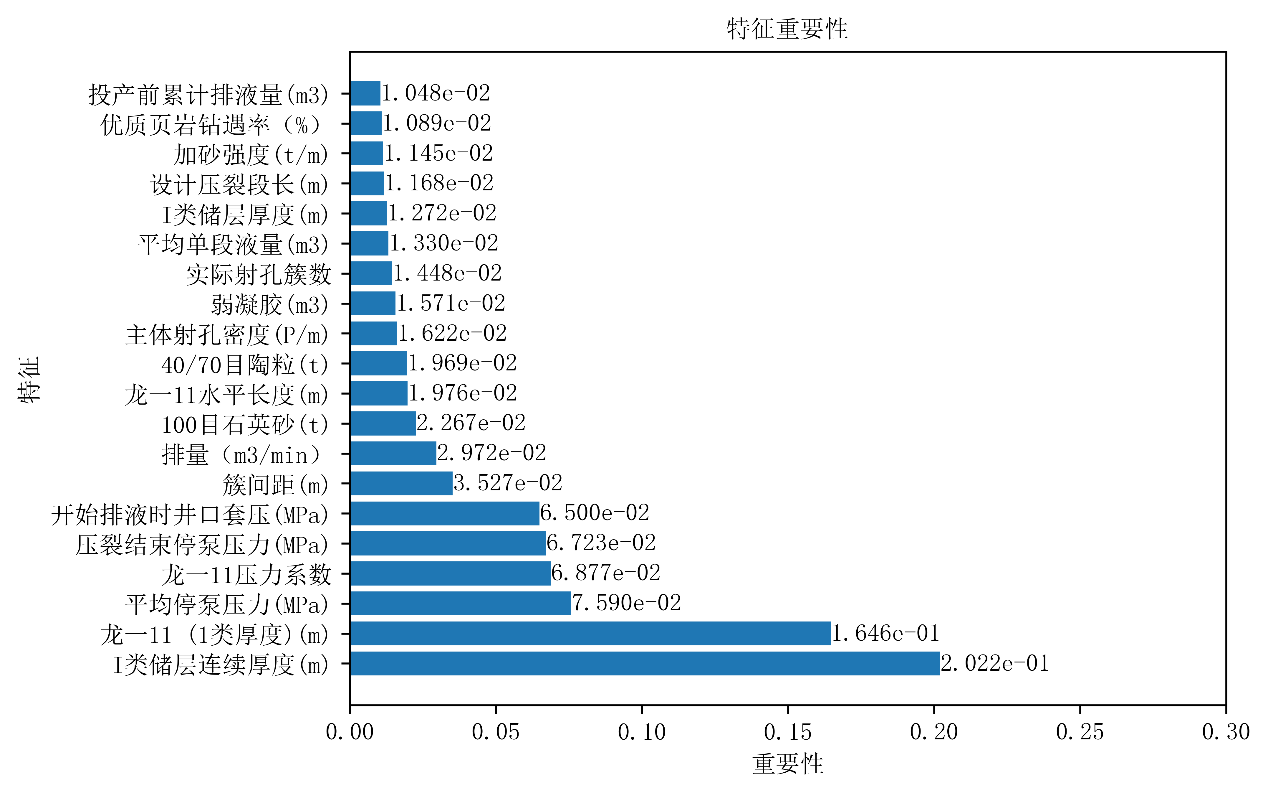 特征重要性
投产前累计排液量(m3) 1.048e-02
优质页岩钻遇率（%） 1.089e-02
加砂强度(t/m) 1.145e-02
设计压裂段长(m) 1.168e-02
I类储层厚度(m) 1.272e-02
平均单段液量(m3) 1.330e-02
实际射孔簇数 1.448e-02
弱凝胶(m3) 1.571e-02
主体射孔密度(P/m) 1.622e-02
40/70目陶粒(t) 1.969e-02
龙一11水平长度(m) 1.976e-02
100目石英砂(t) 2.267e-02
排量（m3/min） 2.972e-02
簇间距(m) 3.527e-02
开始排液时井口套压(MPa) 6.500e-02
压裂结束停泵压力(MPa) 6.723e-02
龙一11压力系数 6.877e-02
平均停泵压力(MPa) 7.590e-02
龙一11 (1类厚度)(m) 1.646e-01
I类储层连续厚度(m) 2.022e-01
特征
0.00 0.05 0.10 0.15 0.20 0.25 0.30
重要性